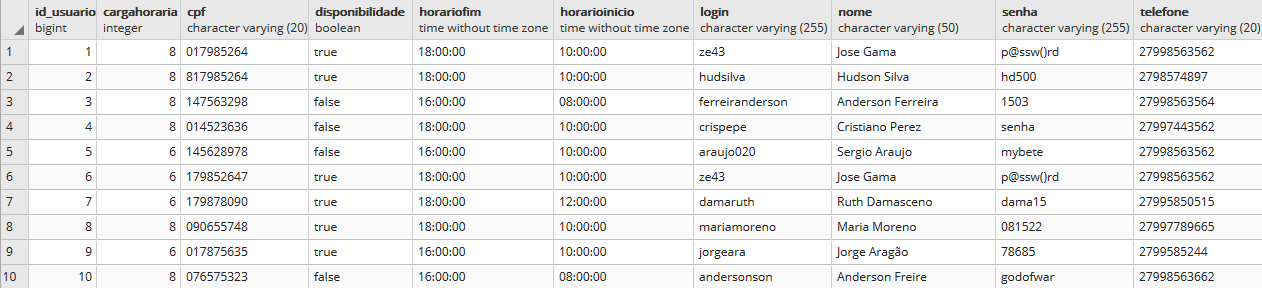 id_usuario cargahoraria cpf disponibilidade horariofim horarioinicio login nome senha telefone
bigint integer character varying (20) boolean time without time zone time without time zone character varying (255) character varying (50) character varying (255) character varying (20)
1 1 8 017985264 true 18:00:00 10:00:00 ze43 Jose Gama p@ssw()rd 27998563562
2 2 8 817985264 true 18:00:00 10:00:00 hudsilva Hudson Silva hd500 2798574897
3 3 8 147563298 false 16:00:00 08:00:00 ferreiranderson Anderson Ferreira 1503 27998563564
4 4 8 014523636 false 18:00:00 10:00:00 crispepe Cristiano Perez senha 27997443562
5 5 6 145628978 false 16:00:00 10:00:00 araujo020 Sergio Araujo mybete 27998563562
6 6 6 179852647 true 18:00:00 10:00:00 ze43 Jose Gama p@ssw()rd 27998563562
7 7 6 179878090 true 18:00:00 12:00:00 damaruth Ruth Damasceno dama15 27995850515
8 8 8 090655748 true 18:00:00 10:00:00 mariamoreno Maria Moreno 081522 27997789665
9 9 6 017875635 true 16:00:00 10:00:00 jorgeara Jorge Aragão 78685 2799585244
10 10 8 076575323 false 16:00:00 08:00:00 andersonson Anderson Freire godofwar 27998563662